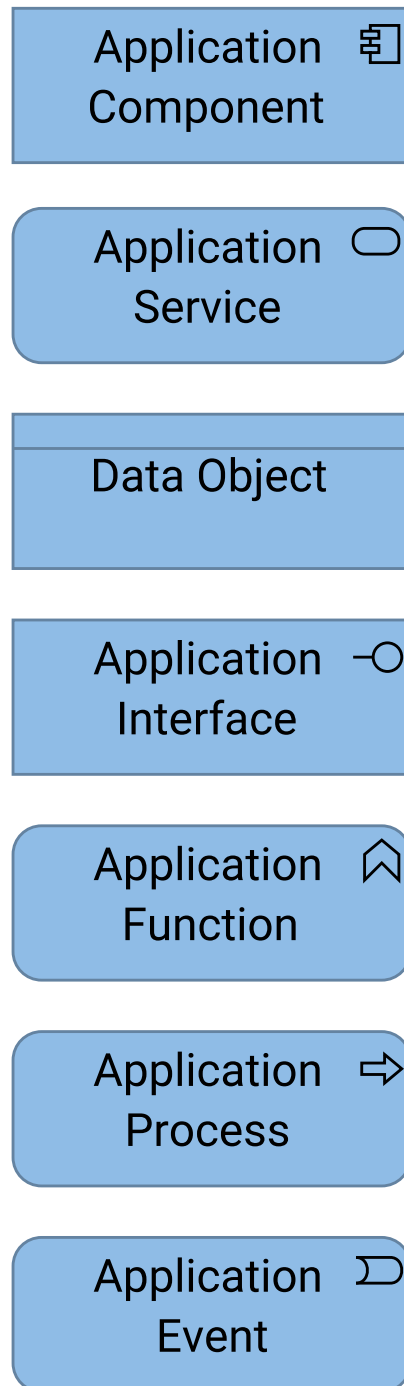 Application
Component
Application
Service
Data Object
Application
Interface
Application
Function
Application
Process
Application
Event